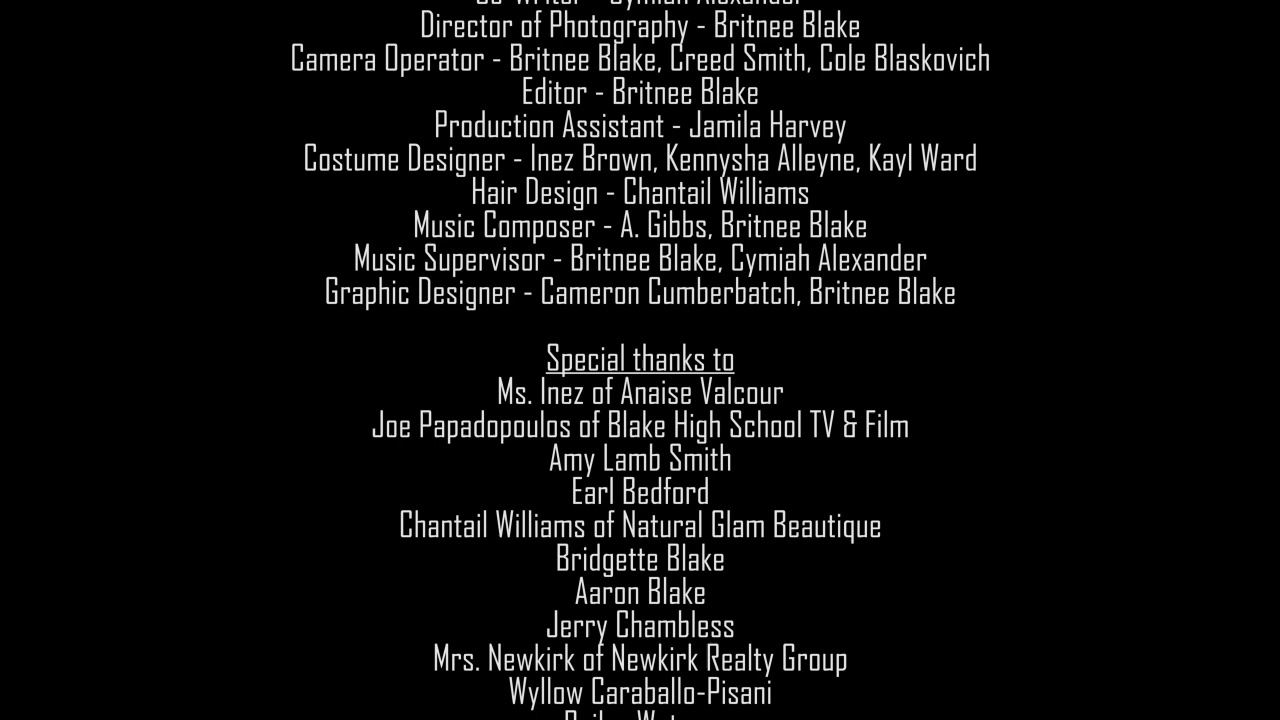 Co-Writer - Cymiah Alexander
Director of Photography - Britnee Blake
Camera Operator - Britnee Blake, Creed Smith, Cole Blaskovich
Editor - Britnee Blake
Production Assistant - Jamila Harvey
Costume Designer - Inez Brown, Kennysha Alleyne, Kayl Ward
Hair Design - Chantail Williams
Music Composer - A. Gibbs, Britnee Blake
Music Supervisor - Britnee Blake, Cymiah Alexander
Graphic Designer - Cameron Cumberbatch, Britnee Blake
Special thanks to
Ms. Inez of Anaise Valcour
Joe Papadopoulos of Blake High School TV & Film
Amy Lamb Smith
Earl Bedford
Chantail Williams of Natural Glam Beautique
Bridgette Blake
Aaron Blake
Jerry Chambless
Mrs. Newkirk of Newkirk Realty Group
Wyllow Caraballo-Pisani